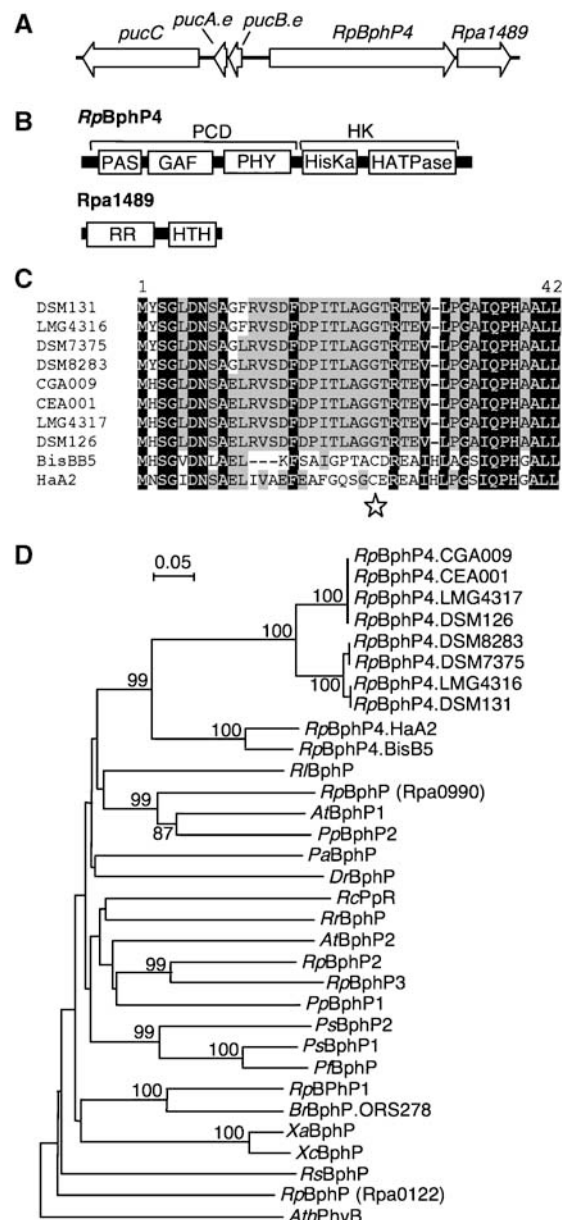 A
pucC pucA.e pucB.e RpBphP4 Rpa1489
B
RpBphP4
PCD HK
PAS GAF PHY HisKa HATPase
Rpa1489
RR HTH
C
1 42
DSM131 MYSGLDNSAGFRVSDFDPITLAGGTRTEV-LPGAIQPHAALL
LMG4316 MYSGLDNSAGFRVSDFDPITLAGGTRTEV-LPGAIQPHAALL
DSM7375 MYSGLDNSAGFRVSDFDPITLAGGTRTEV-LPGAIQPHAALL
DSM8283 MYSGLDNSAGFRVSDFDPITLAGGTRTEV-LPGAIQPHAALL
CGA009 MHSGLDNSAELRVSDFDPITLAGGTRTEV-LPGAIQPHAALL
CEA001 MHSGLDNSAELRVSDFDPITLAGGTRTEV-LPGAIQPHAALL
LMG4317 MHSGLDNSAELRVSDFDPITLAGGTRTEV-LPGAIQPHAALL
DSM126 MHSGLDNSAELRVSDFDPITLAGGTRTEV-LPGAIQPHAALL
BisBB5 MNSGVDNLAEL---KFSAIGPTACDREAIHLAGSIQPHGALL
HaA2 MNSGIDNSAELIVAEFEAFGQSGCEREAIHLPGSIQPHGALL
D
0.05
RpBphP4.CGA009
RpBphP4.CEA001
100
RpBphP4.LMG4317
RpBphP4.DSM126
100
RpBphP4.DSM8283
RpBphP4.DSM7375
100
RpBphP4.LMG4316
RpBphP4.DSM131
99
100
RpBphP4.HaA2
RpBphP4.BisB5
RlBphP
RpBphP (Rpa0990)
99
AtBphP1
87
PpBphP2
PaBphP
DrBphP
RcPpR
RrBphP
AtBphP2
99
RpBphP2
RpBphP3
PpBphP1
99
PsBphP2
100
PsBphP1
PfBphP
100
RpBPhP1
BrBphP.ORS278
100
XaBphP
XcBphP
RsBphP
RpBphP (Rpa0122)
AthPhyB